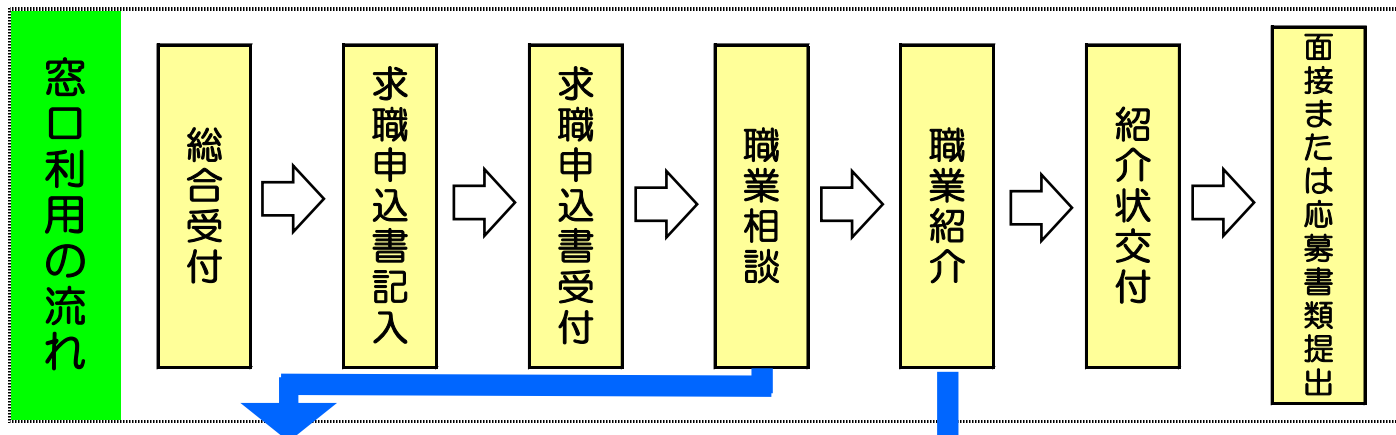 窓口利用の流れ
総合受付
求職申込書記入
求職申込書受付
職業相談
職業紹介
紹介状交付
面接または応募書類提出